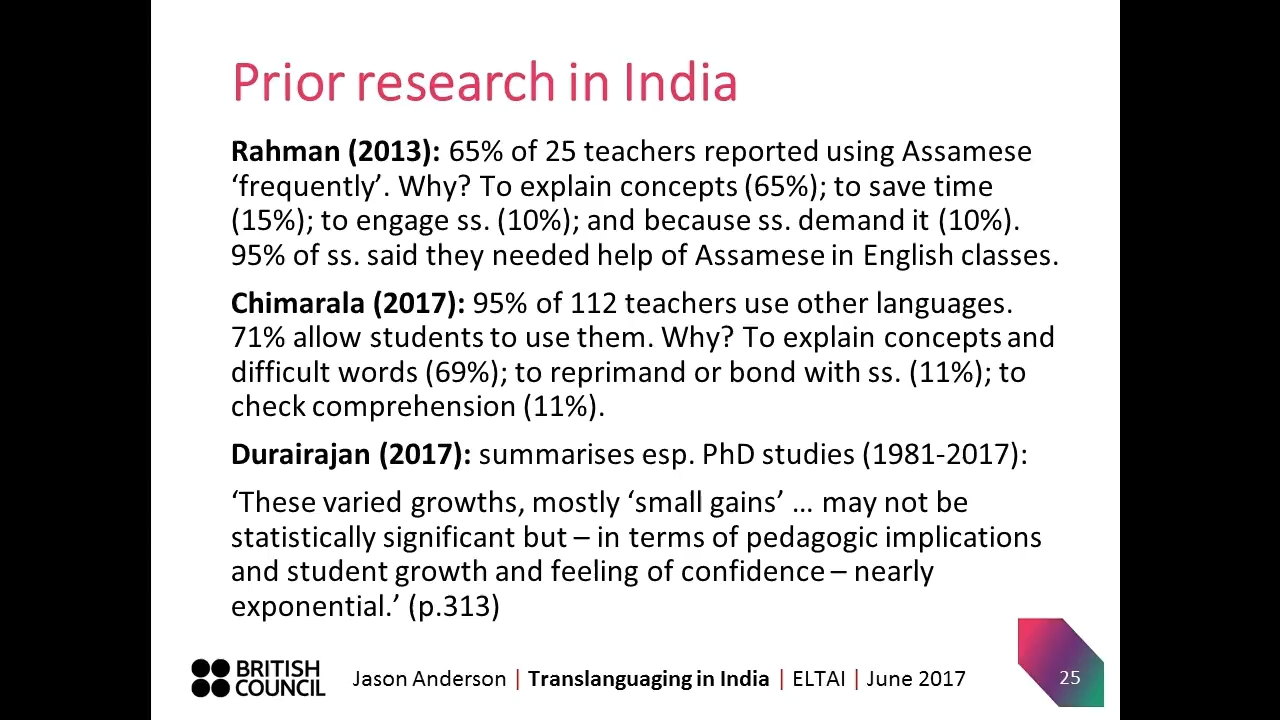 Prior research in India
Rahman (2013): 65% of 25 teachers reported using Assamese
‘frequently’. Why? To explain concepts (65%); to save time
(15%); to engage ss. (10%); and because ss. demand it (10%).
95% of ss. said they needed help of Assamese in English classes.
Chimarala (2017): 95% of 112 teachers use other languages.
71% allow students to use them. Why? To explain concepts and
difficult words (69%); to reprimand or bond with ss. (11%); to
check comprehension (11%).
Durairajan (2017): summarises esp. PhD studies (1981-2017):
‘These varied growths, mostly ‘small gains’ … may not be
statistically significant but – in terms of pedagogic implications
and student growth and feeling of confidence – nearly
exponential.’ (p.313)
BRITISH
COUNCIL
Jason Anderson | Translanguaging in India | ELTAI | June 2017
25